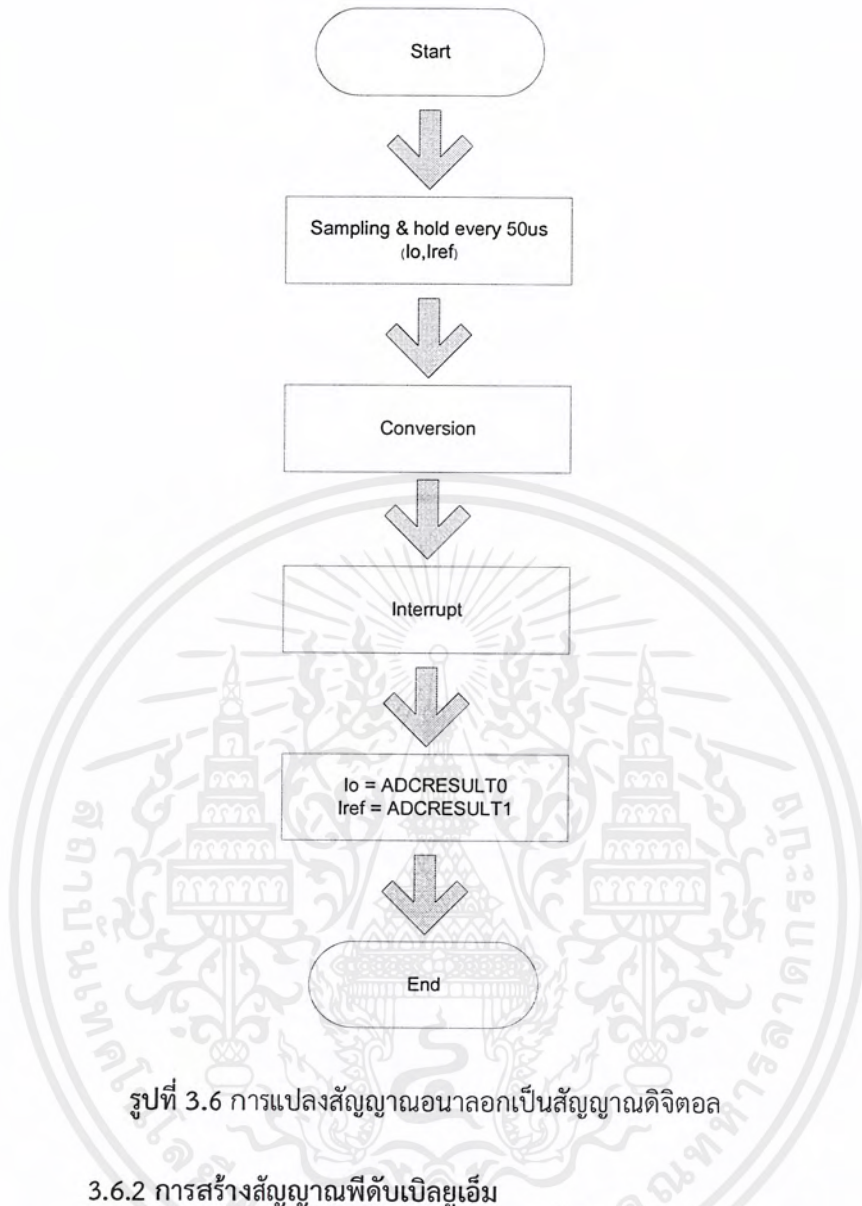 Start
Sampling & hold every 50us
(Io,Iref)
Conversion
Interrupt
Io = ADCRESULT0
Iref = ADCRESULT1
End
รูปที่ 3.6 การแปลงสัญญาณอนาลอกเป็นสัญญาณดิจิตอล
3.6.2 การสร้างสัญญาณพีดับเบิลยูเอ็ม